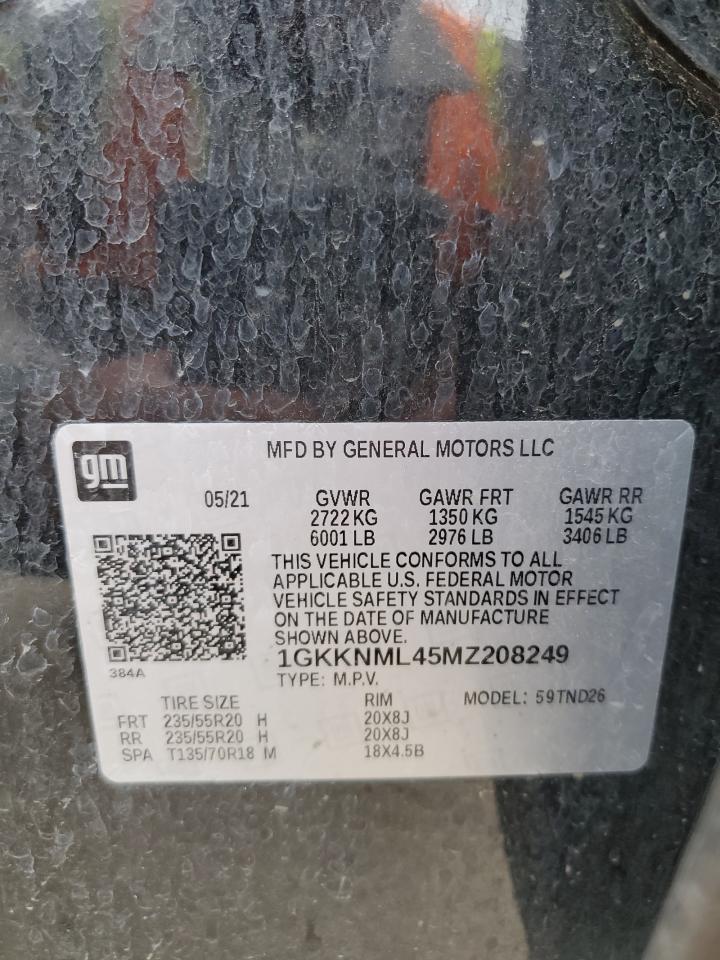 gm
MFD BY GENERAL MOTORS LLC
05/21 GVWR GAWR FRT GAWR RR
2722 KG 1350 KG 1545 KG
6001 LB 2976 LB 3406 LB
THIS VEHICLE CONFORMS TO ALL
APPLICABLE U.S. FEDERAL MOTOR
VEHICLE SAFETY STANDARDS IN EFFECT
ON THE DATE OF MANUFACTURE
SHOWN ABOVE.
1GKKNML45MZ208249
384A
TYPE: M.P.V.
TIRE SIZE RIM MODEL: 59TND26
FRT 235/55R20 H 20X8J
RR 235/55R20 H 20X8J
SPA T135/70R18 M 18X4.5B